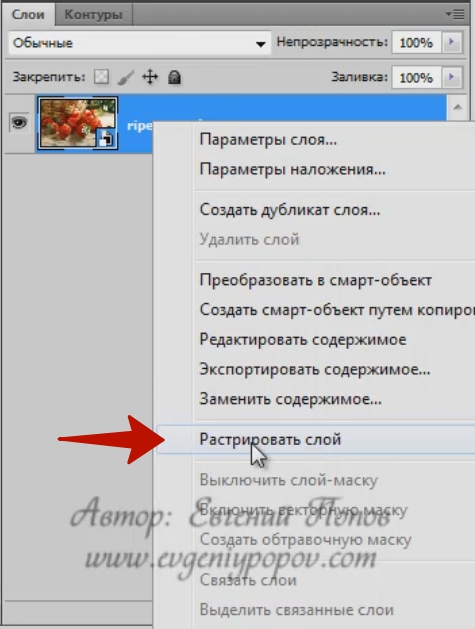 Слои Контуры
Обычные Непрозрачность: 100%
Закрепить: Заливка: 100%
ripe
Параметры слоя...
Параметры наложения...
Создать дубликат слоя...
Удалить слой
Преобразовать в смарт-объект
Создать смарт-объект путем копиро
Редактировать содержимое
Экспортировать содержимое...
Заменить содержимое...
Растрировать слой
Выключить слой-маску
Включить векторную маску
Автор: Евгений Попов
Создать обтравочную маску
www.evgeniypopov.com
Связать слои
Выделить связанные слои